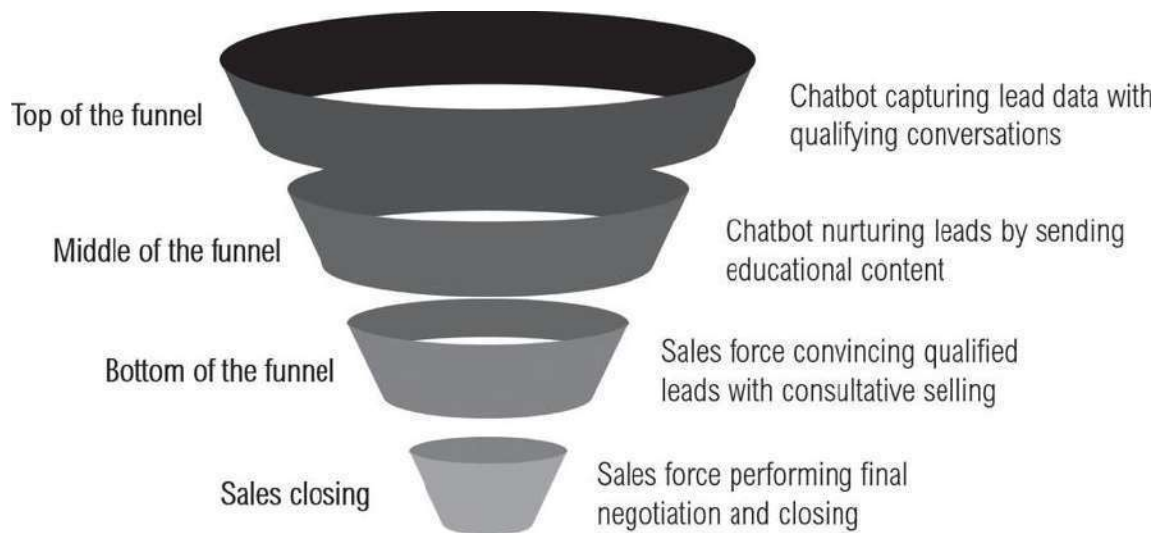 Top of the funnel
Chatbot capturing lead data with
qualifying conversations
Middle of the funnel
Chatbot nurturing leads by sending
educational content
Bottom of the funnel
Sales force convincing qualified
leads with consultative selling
Sales closing
Sales force performing final
negotiation and closing